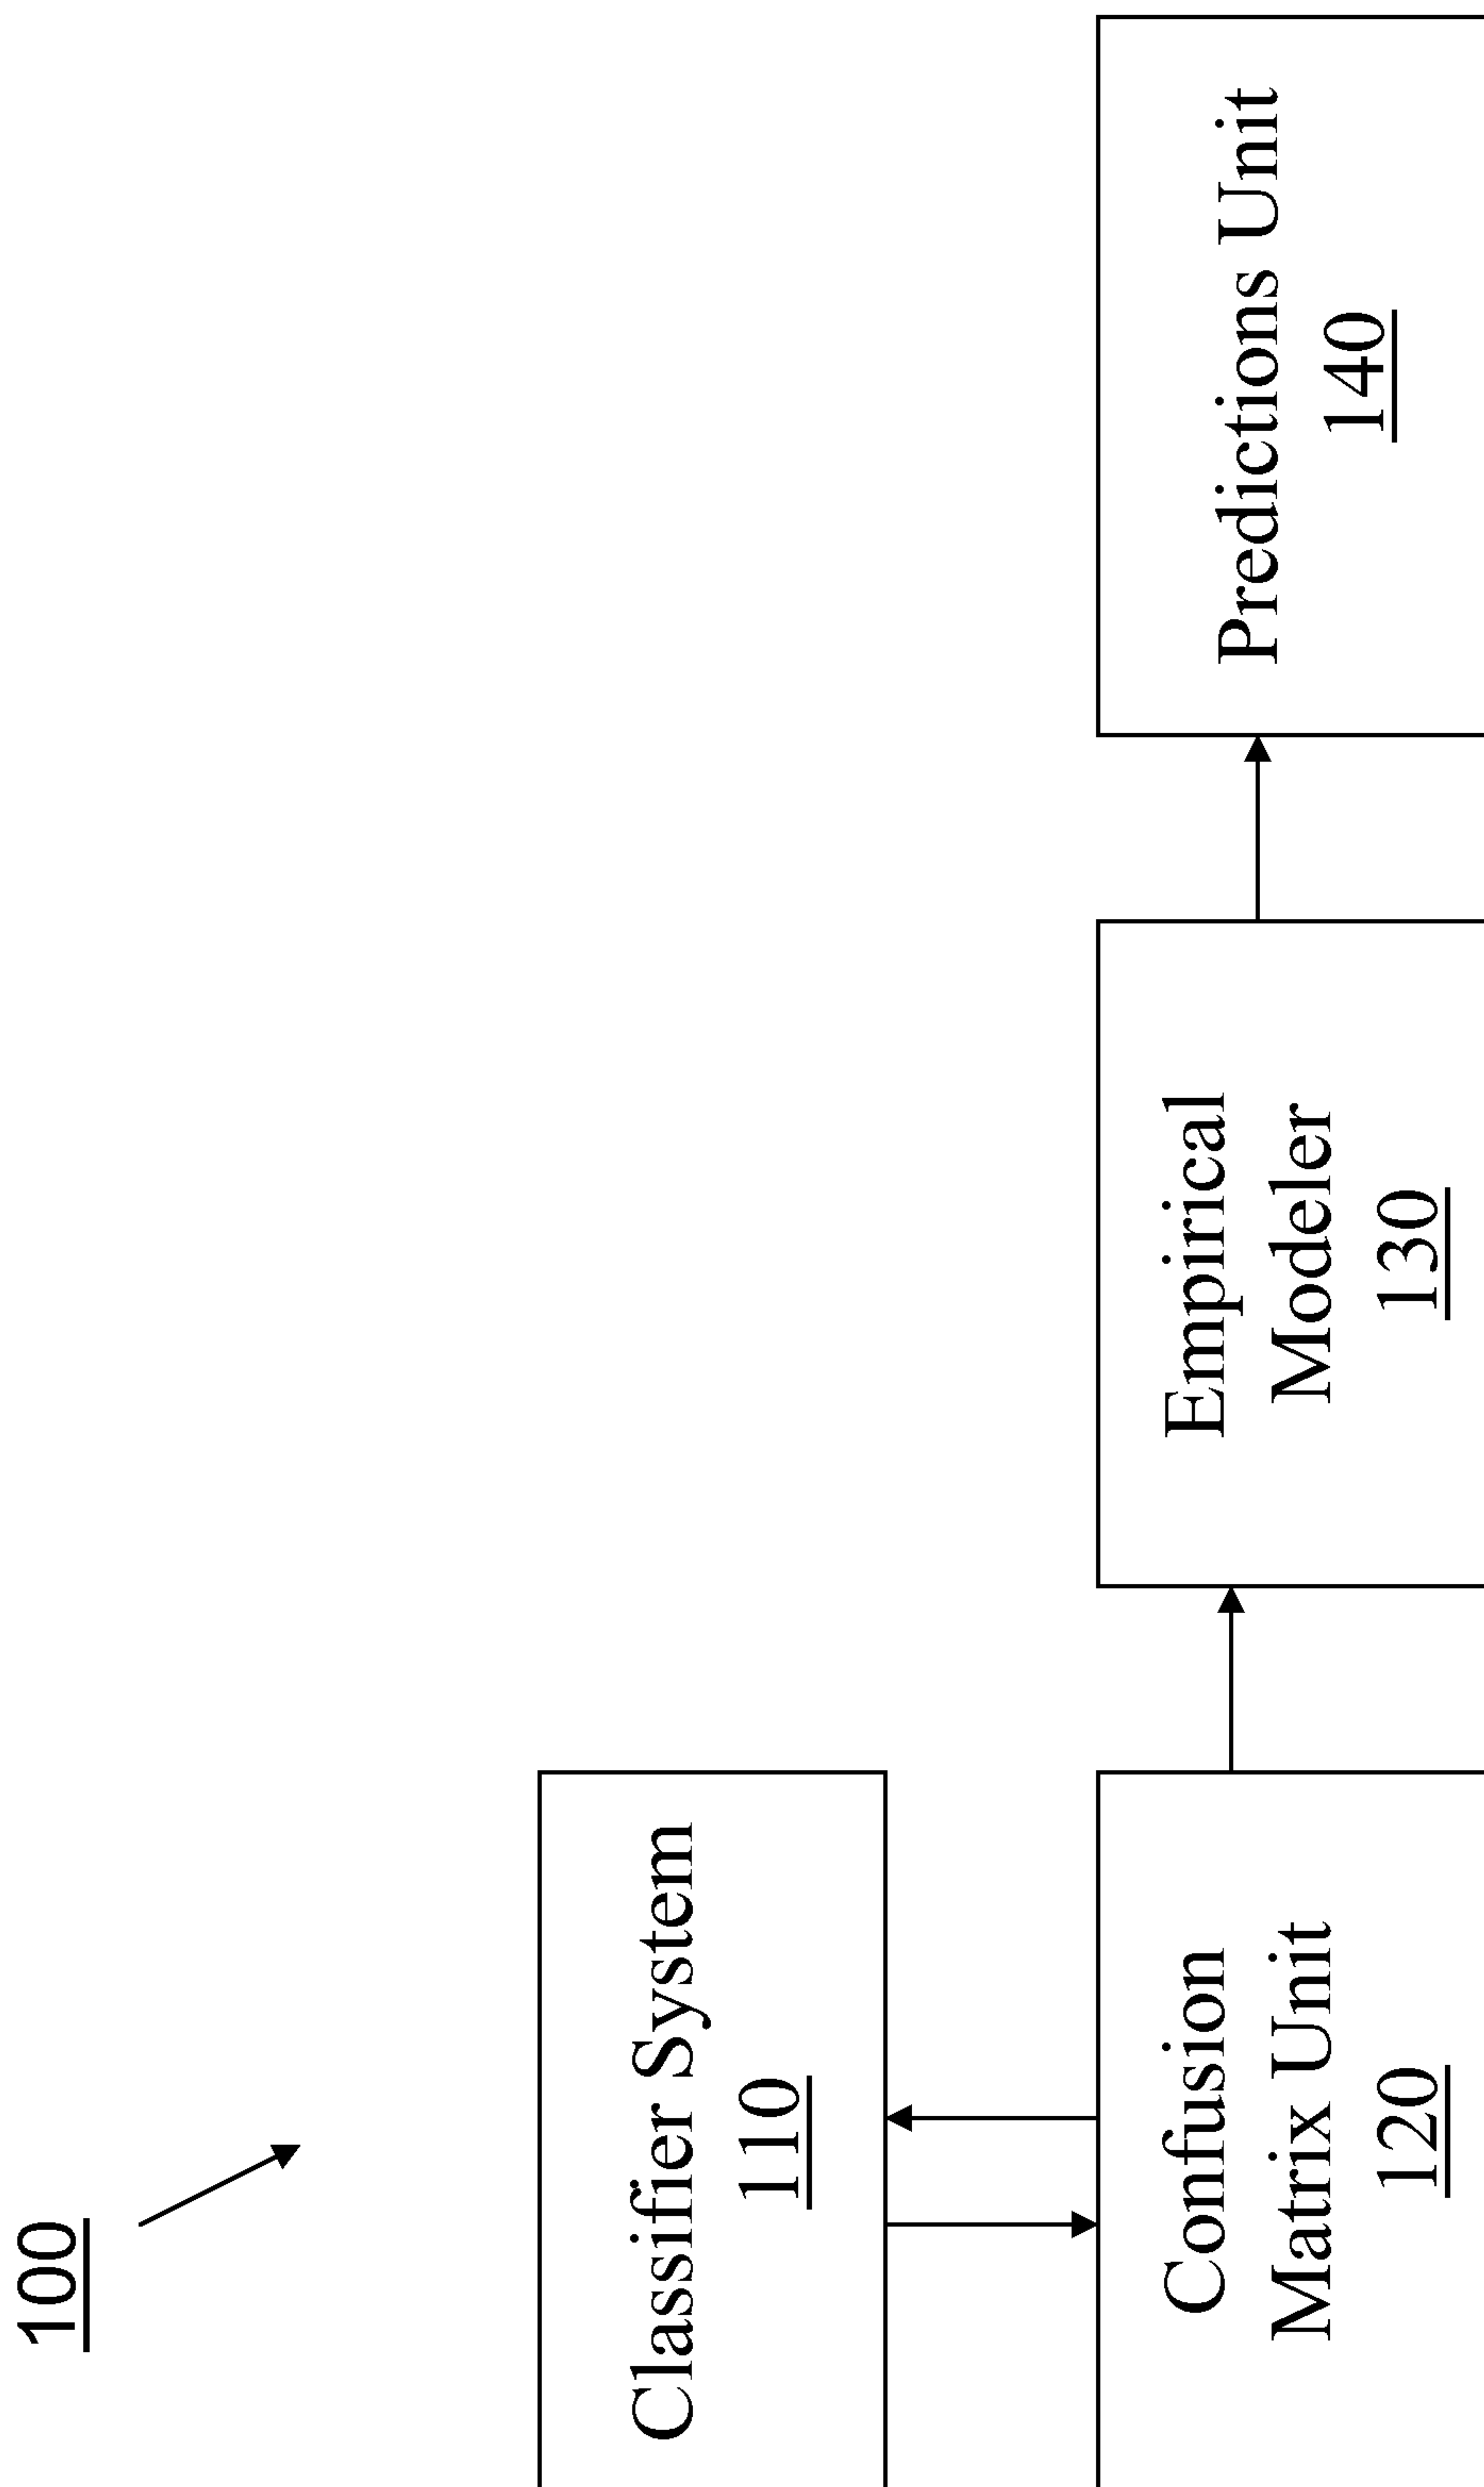 100
Classifier System
110
Confusion
Matrix Unit
120
Empirical
Modeler
130
Predictions Unit
140